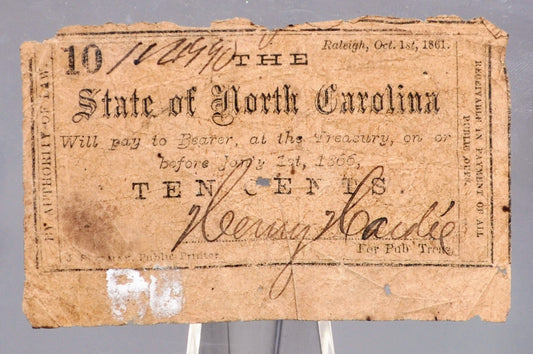 10
Raleigh, Oct. 1st, 1861.
THE
State of North Carolina
Will pay to Bearer, at the Treasury, on or
before Jan'y 1st, 1866,
TEN CENTS.
Henry Hardie
For Pub Treas.
Public Printer.
BY AUTHORITY OF LAW.
RECEIVABLE IN PAYMENT OF ALL
PUBLIC DUES.